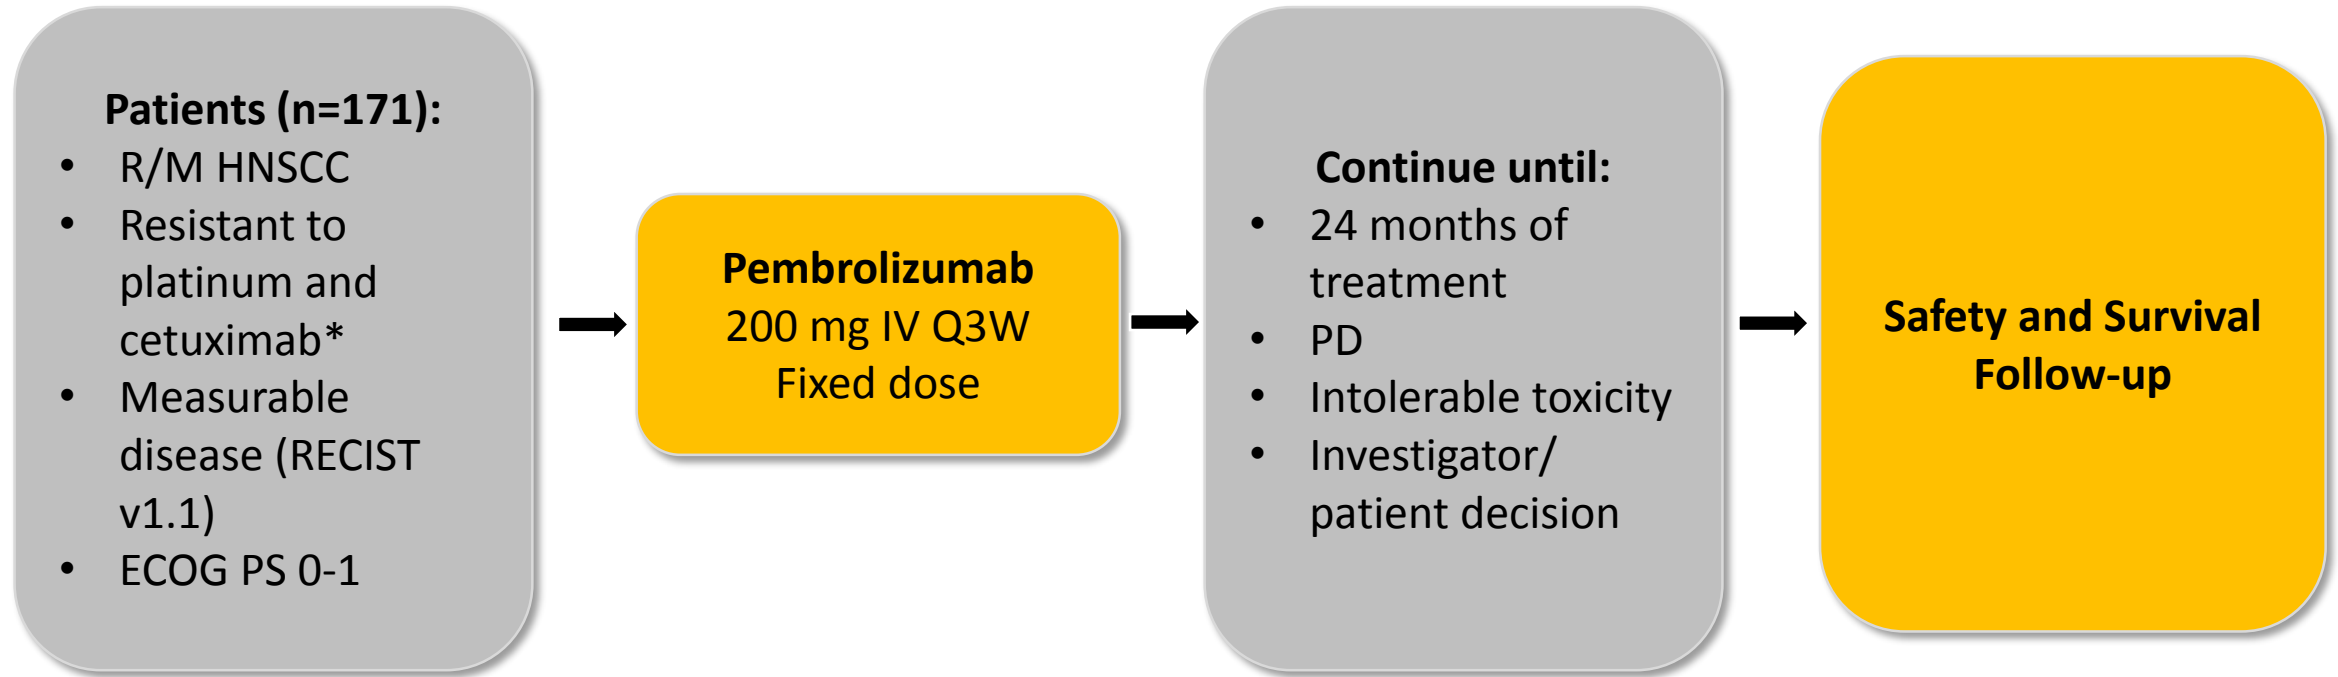 Patients (n=171):
• R/M HNSCC
• Resistant to
platinum and
cetuximab*
• Measurable
disease (RECIST
v1.1)
• ECOG PS 0-1
Pembrolizumab
200 mg IV Q3W
Fixed dose
Continue until:
• 24 months of
treatment
• PD
• Intolerable toxicity
• Investigator/
patient decision
Safety and Survival
Follow-up